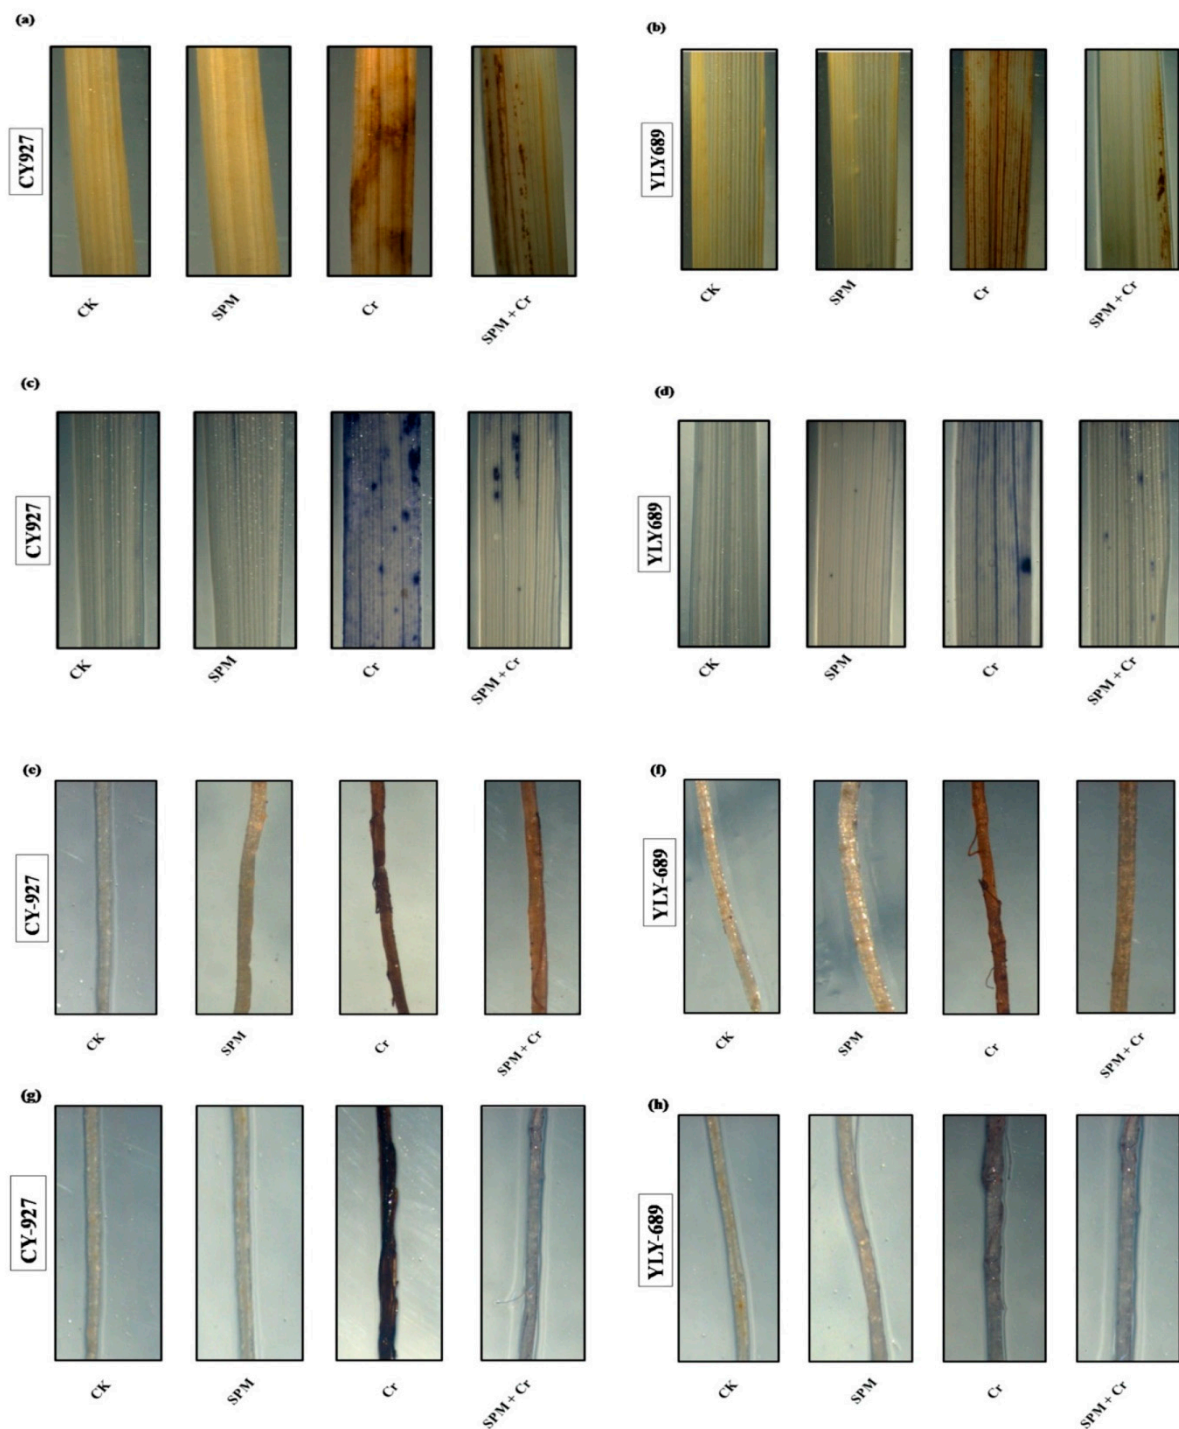 (a)
(b)
CY927
YLY689
CK
SPM
Cr
SPM + Cr
CK
SPM
Cr
SPM + Cr
(c)
(d)
CY927
YLY689
CK
SPM
Cr
SPM + Cr
CK
SPM
Cr
SPM + Cr
(e)
(f)
CY-927
YLY-689
CK
SPM
Cr
SPM + Cr
CK
SPM
Cr
SPM + Cr
(g)
(h)
CY-927
YLY-689
CK
SPM
Cr
SPM + Cr
CK
SPM
Cr
SPM + Cr